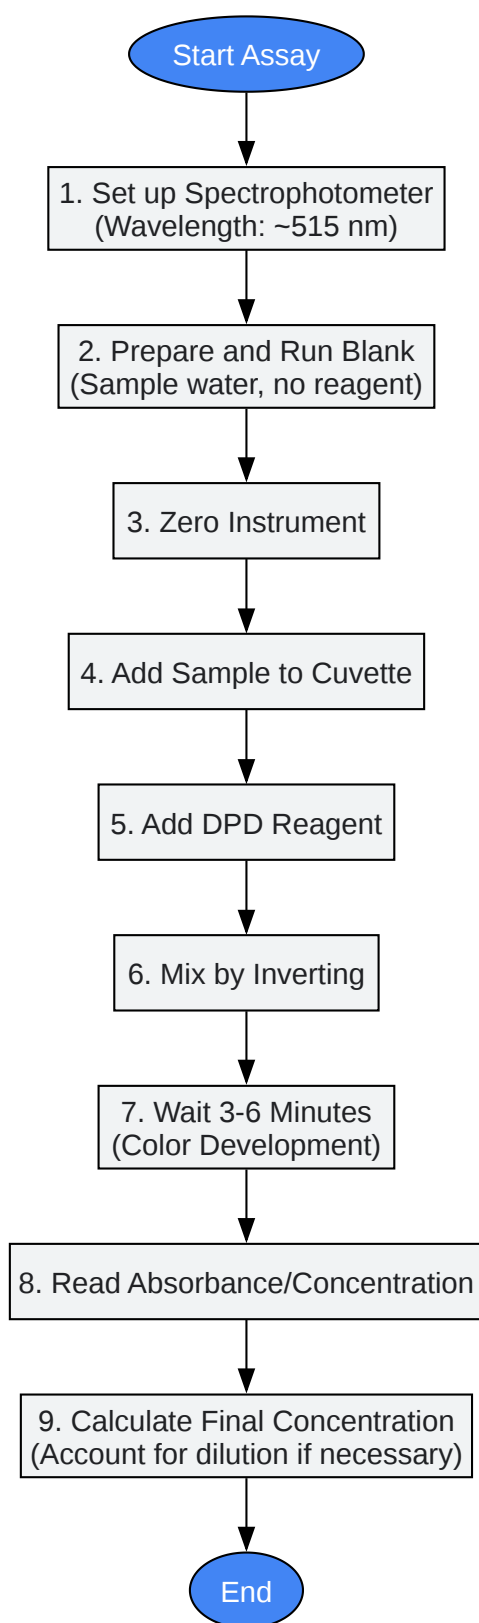 Start Assay
1. Set up Spectrophotometer
(Wavelength: ~515 nm)
2. Prepare and Run Blank
(Sample water, no reagent)
3. Zero Instrument
4. Add Sample to Cuvette
5. Add DPD Reagent
6. Mix by Inverting
7. Wait 3-6 Minutes
(Color Development)
8. Read Absorbance/Concentration
9. Calculate Final Concentration
(Account for dilution if necessary)
End